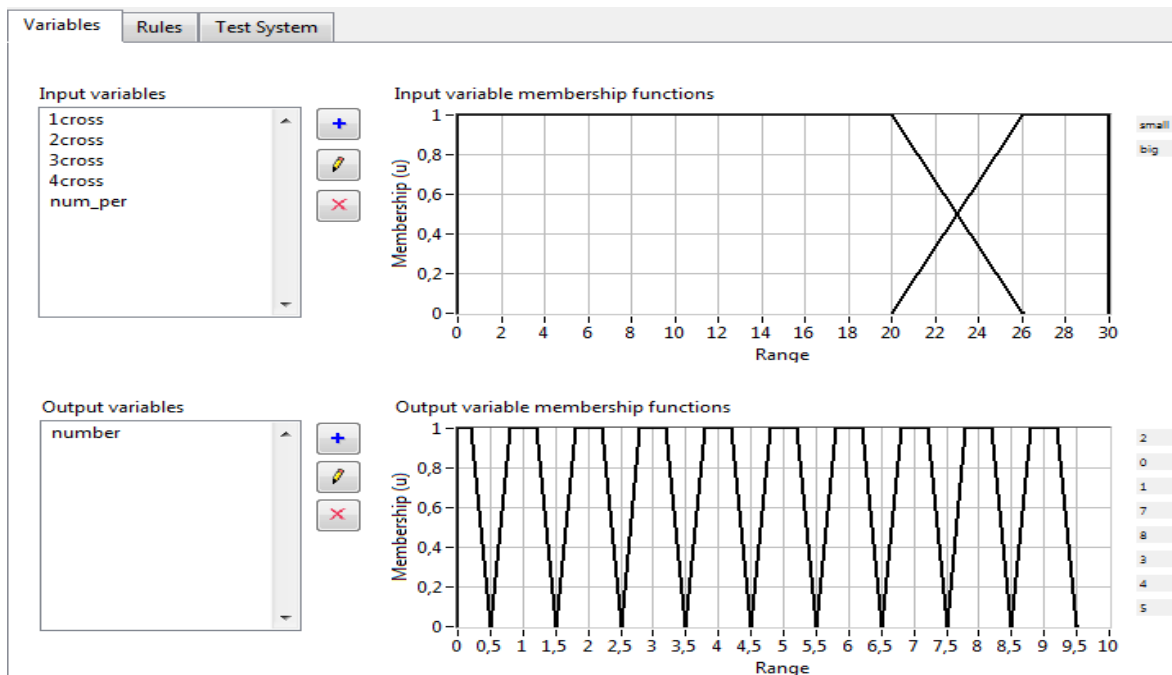 Variables Rules Test System
Input variables
1cross
2cross
3cross
4cross
num_per
Input variable membership functions
Membership (u)
1
0,8
0,6
0,4
0,2
0
0 2 4 6 8 10 12 14 16 18 20 22 24 26 28 30
Range
small
big
Output variables
number
Output variable membership functions
Membership (u)
1
0,8
0,6
0,4
0,2
0
0 0,5 1 1,5 2 2,5 3 3,5 4 4,5 5 5,5 6 6,5 7 7,5 8 8,5 9 9,5 10
Range
2
0
1
7
8
3
4
5